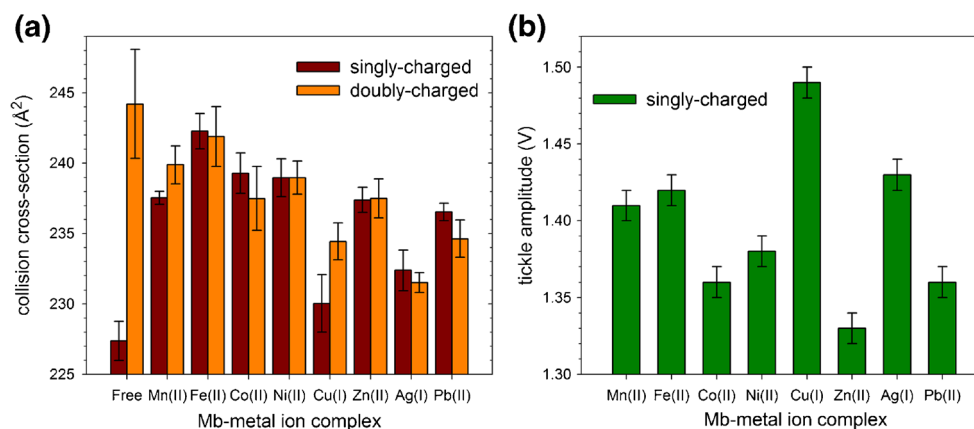 (a)
singly-charged
doubly-charged
collision cross-section (Å²)
245
240
235
230
225
Free Mn(II) Fe(II) Co(II) Ni(II) Cu(I) Zn(II) Ag(I) Pb(II)
Mb-metal ion complex
(b)
singly-charged
tickle amplitude (V)
1.50
1.45
1.40
1.35
1.30
Mn(II) Fe(II) Co(II) Ni(II) Cu(I) Zn(II) Ag(I) Pb(II)
Mb-metal ion complex